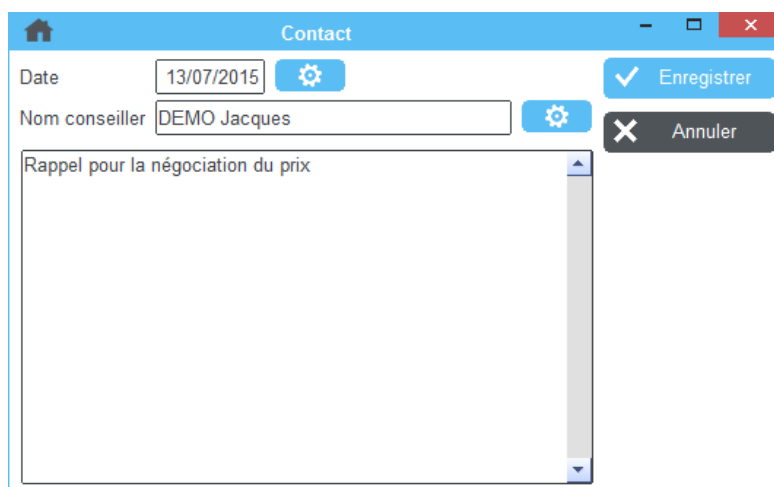 Contact
Date 13/07/2015 Enregistrer
Nom conseiller DEMO Jacques Annuler
Rappel pour la négociation du prix